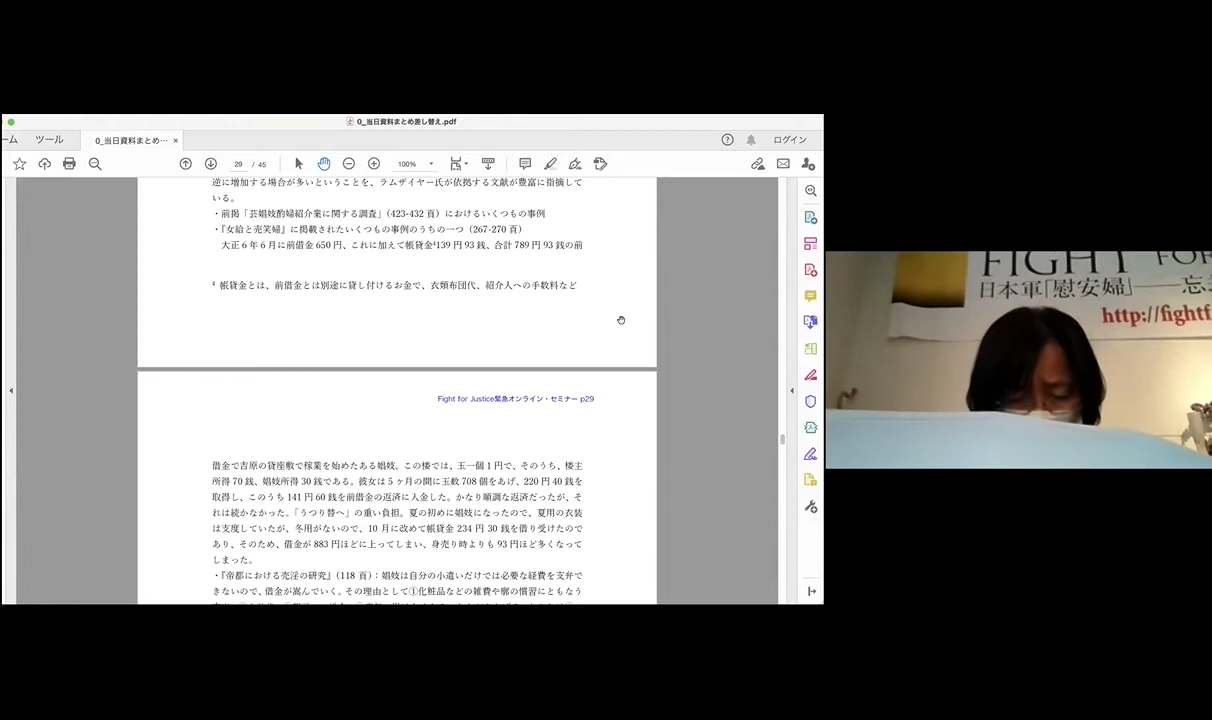 0_当日資料まとめ差し替え.pdf
ーム ツール 0_当日資料まとめ… × ログイン
29 / 45 100%
逆に増加する場合が多いということを、ラムザイヤー氏が依拠する文献が豊富に指摘して
いる。
・前掲「芸娼妓酌婦紹介業に関する調査」（423-432 頁）におけるいくつもの事例
・『女給と売笑婦』に掲載されたいくつもの事例のうちの一つ（267-270 頁）
大正 6 年 6 月に前借金 650 円、これに加えて帳貸金⁴139 円 93 銭、合計 789 円 93 銭の前
⁴ 帳貸金とは、前借金とは別途に貸し付けるお金で、衣類布団代、紹介人への手数料など
Fight for Justice緊急オンライン・セミナー p29
借金で吉原の貸座敷で稼業を始めたある娼妓。この楼では、玉一個 1 円で、そのうち、楼主
所得 70 銭、娼妓所得 30 銭である。彼女は 5 ヶ月の間に玉数 708 個をあげ、220 円 40 銭を
取得し、このうち 141 円 60 銭を前借金の返済に入金した。かなり順調な返済だったが、そ
れは続かなかった。「うつり替へ」の重い負担。夏の初めに娼妓になったので、夏用の衣装
は支度していたが、冬用がないので、10 月に改めて帳貸金 234 円 30 銭を借り受けたので
あり、そのため、借金が 883 円ほどに上ってしまい、身売り時よりも 93 円ほど多くなって
しまった。
・『帝都における売淫の研究』（118 頁）：娼妓は自分の小遣いだけでは必要な経費を支弁で
きないので、借金が嵩んでいく。その理由として①化粧品などの雑費や廓の慣習にともなう
FIGHT FOR
日本軍「慰安婦」――忘
http://fightf